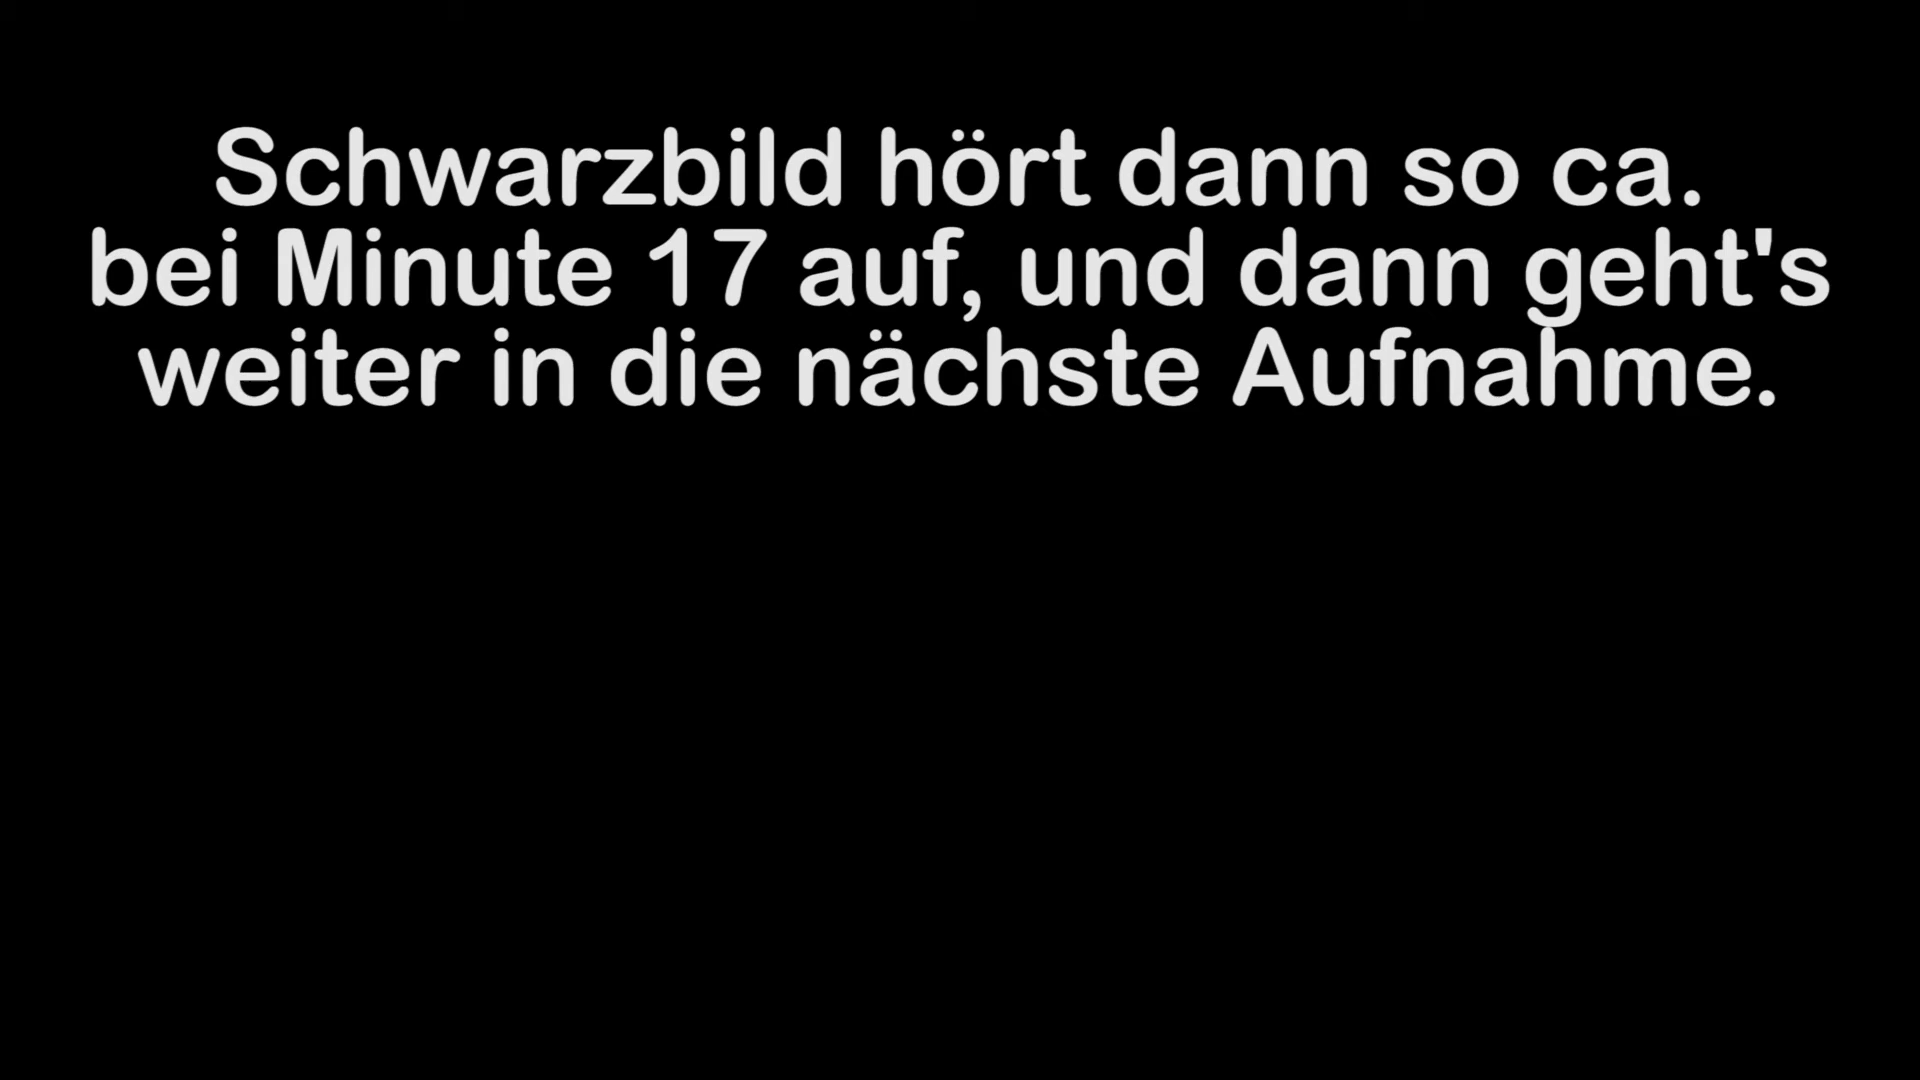 Schwarzbild hört dann so ca.
bei Minute 17 auf, und dann geht's
weiter in die nächste Aufnahme.